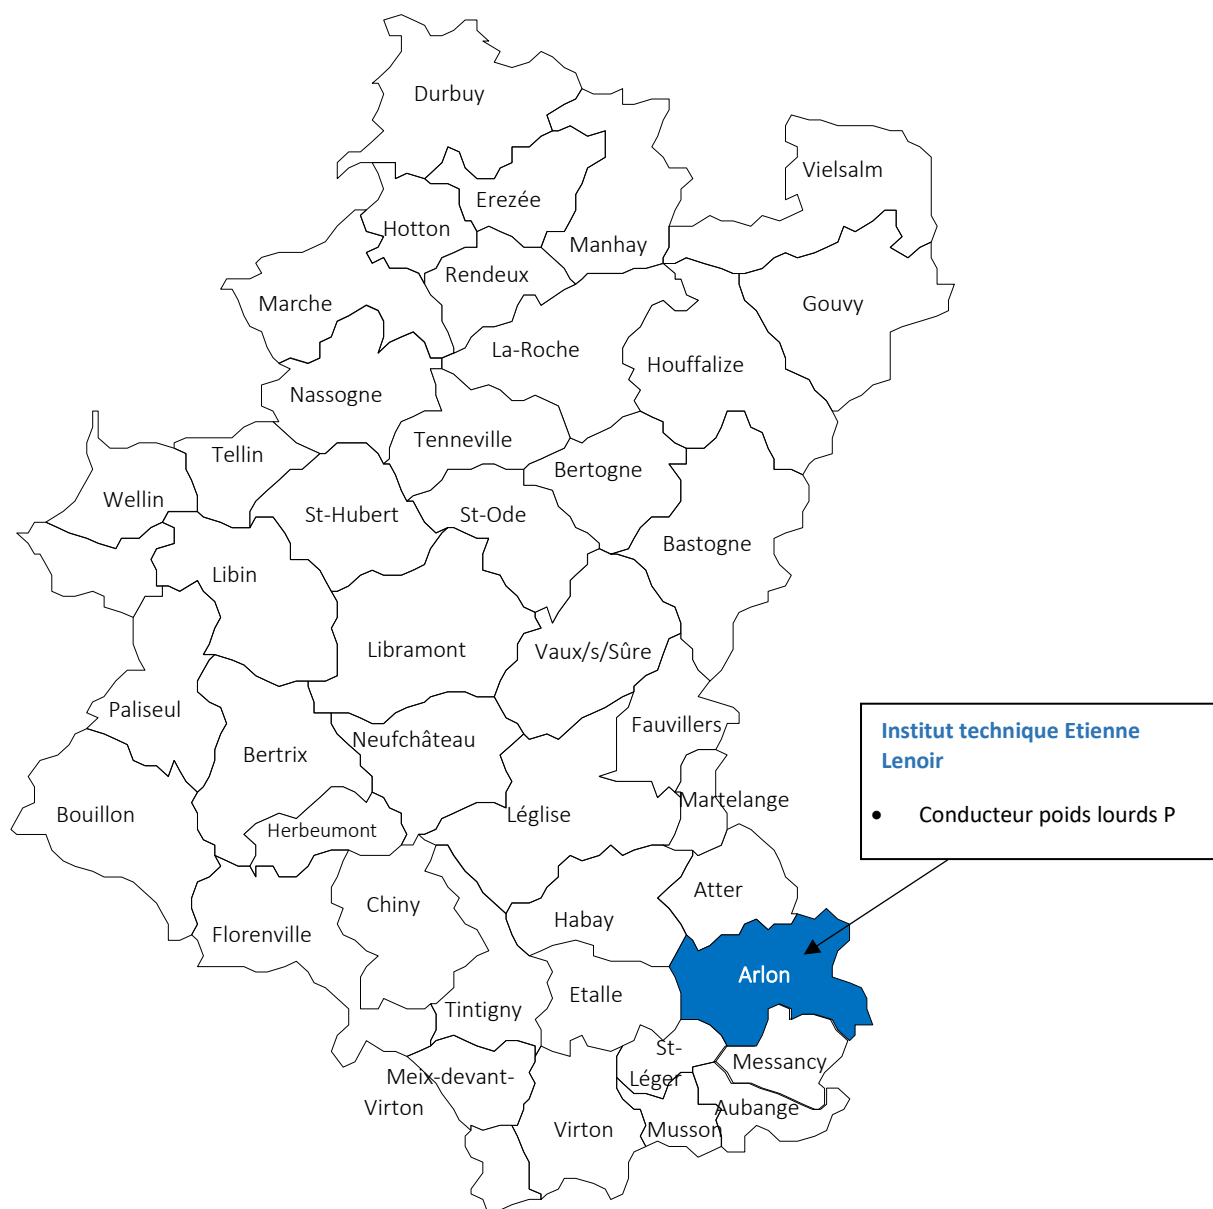 Durbuy
Vielsalm
Erezée
Hotton
Manhay
Rendeux
Marche
Gouvy
La-Roche
Houffalize
Nassogne
Tenneville
Tellin
Bertogne
Wellin
St-Hubert
St-Ode
Bastogne
Libin
Libramont
Vaux/s/Sûre
Paliseul
Fauvillers
Neufchâteau
Bertrix
Institut technique Etienne
Lenoir
• Conducteur poids lourds P
Martelange
Bouillon
Léglise
Herbeumont
Atter
Chiny
Habay
Florenville
Arlon
Etalle
Tintigny
St-
Léger
Messancy
Meix-devant-
Virton
Aubange
Virton
Musson